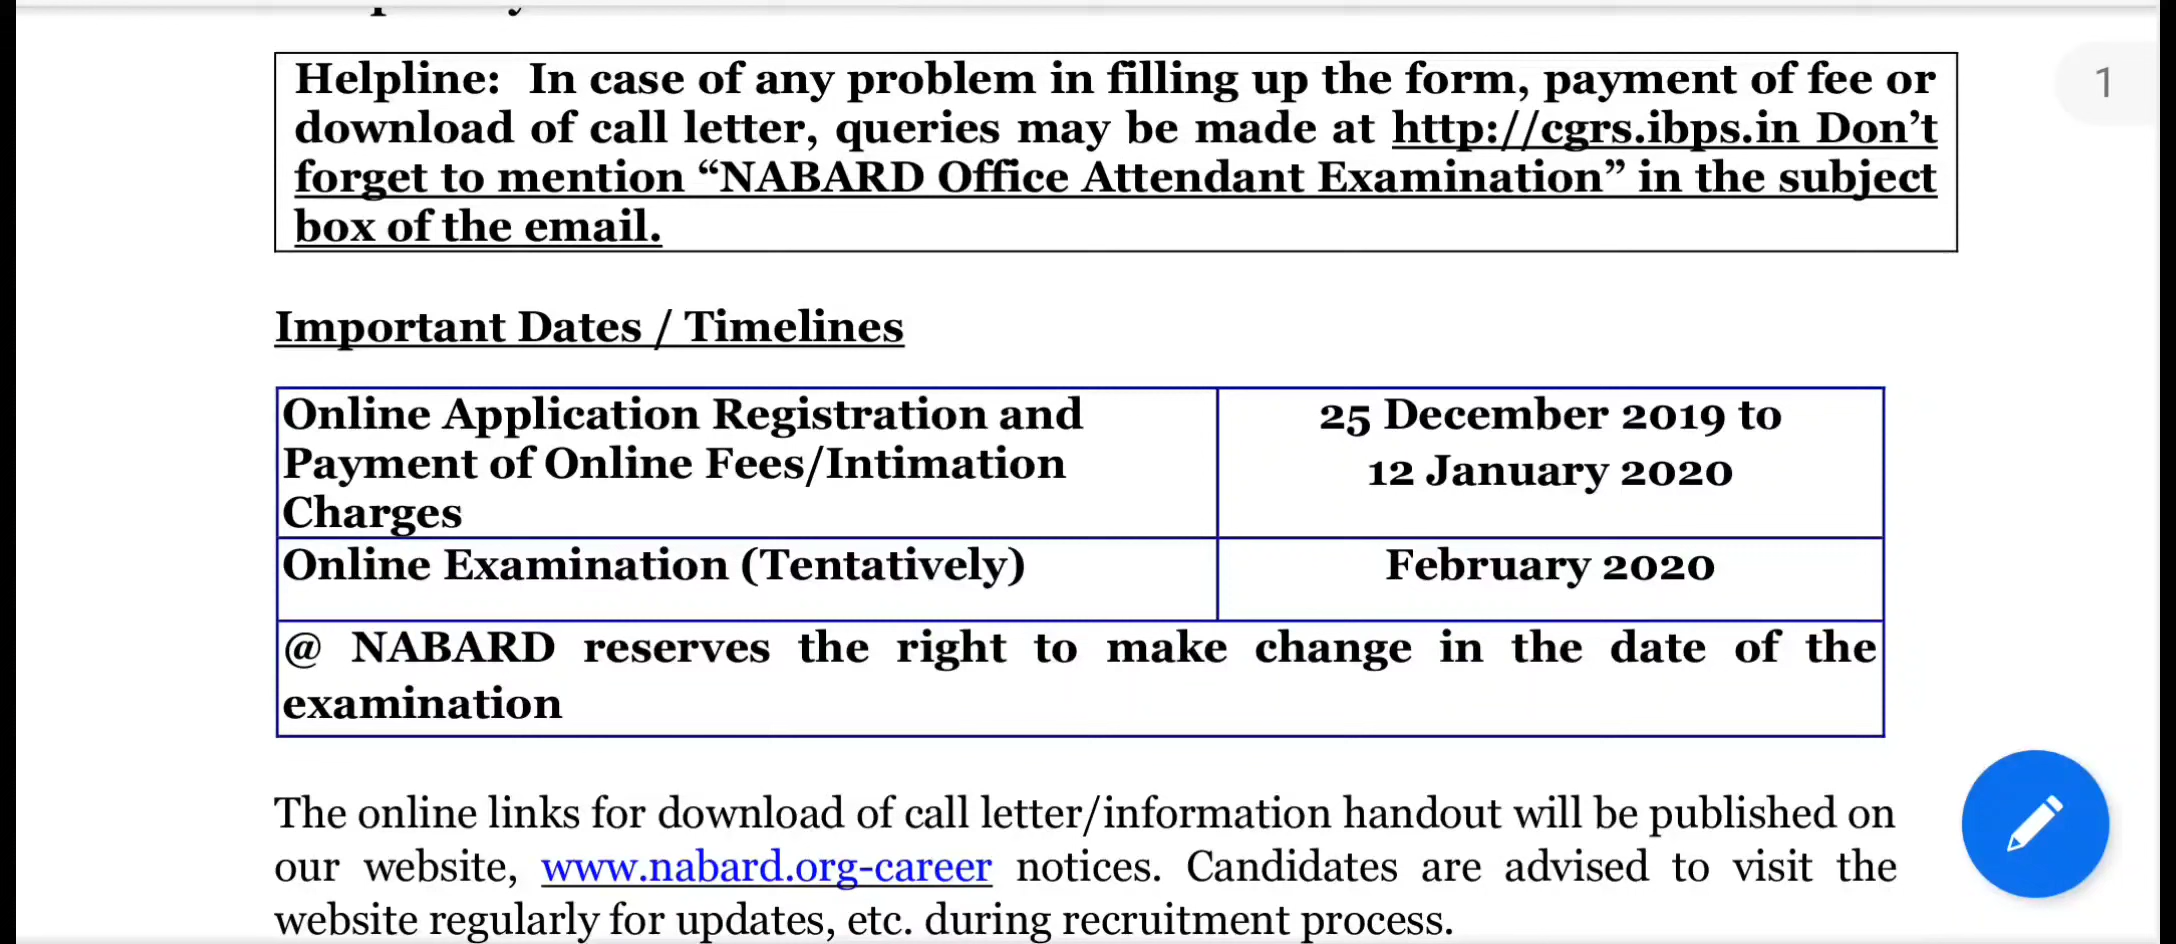 Helpline: In case of any problem in filling up the form, payment of fee or
download of call letter, queries may be made at http://cgrs.ibps.in Don’t
forget to mention “NABARD Office Attendant Examination” in the subject
box of the email.
1
Important Dates / Timelines
Online Application Registration and
Payment of Online Fees/Intimation
Charges
25 December 2019 to
12 January 2020
Online Examination (Tentatively)
February 2020
@ NABARD reserves the right to make change in the date of the
examination
The online links for download of call letter/information handout will be published on
our website, www.nabard.org-career notices. Candidates are advised to visit the
website regularly for updates, etc. during recruitment process.